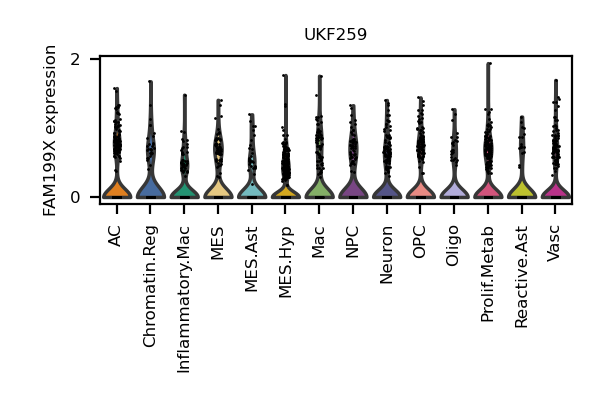 UKF259
FAM199X expression
2
0
AC
Chromatin.Reg
Inflammatory.Mac
MES
MES.Ast
MES.Hyp
Mac
NPC
Neuron
OPC
Oligo
Prolif.Metab
Reactive.Ast
Vasc